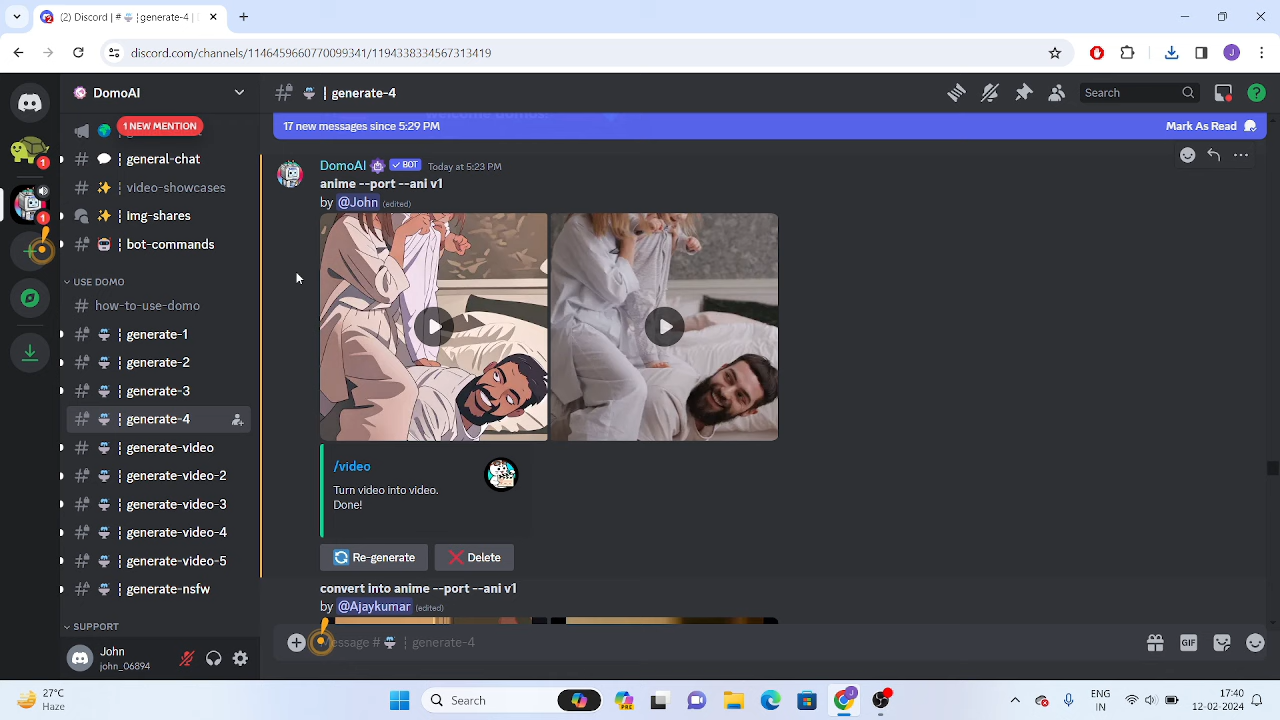 (2) Discord | # ¦ generate-4 |
discord.com/channels/1146459660770099341/1194338334567313419
J
DomoAI
1 NEW MENTION
# ¦ general-chat
# ¦ video-showcases
¦ img-shares
# ¦ bot-commands
USE DOMO
# how-to-use-domo
# ¦ generate-1
# ¦ generate-2
# ¦ generate-3
# ¦ generate-4
# ¦ generate-video
# ¦ generate-video-2
# ¦ generate-video-3
# ¦ generate-video-4
# ¦ generate-video-5
# ¦ generate-nsfw
SUPPORT
1
1
John
john_06894
# ¦ generate-4
Search
17 new messages since 5:29 PM
Mark As Read
DomoAI BOT Today at 5:23 PM
anime --port --ani v1
by @John (edited)
/video
Turn video into video.
Done!
Re-generate
Delete
convert into anime --port --ani v1
by @Ajaykumar (edited)
essage # ¦ generate-4
GIF
27°C
Haze
Search
PRE
ENG
IN
17:40
12-02-2024